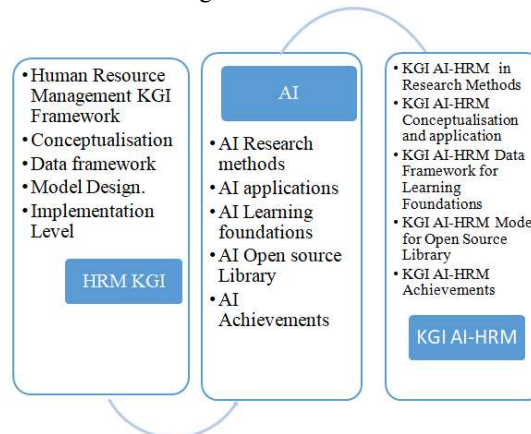 • Human Resource
Management KGI
Framework
• Conceptualisation
• Data framework
• Model Design.
• Implementation
Level
HRM KGI
AI
• AI Research
methods
• AI applications
• AI Learning
foundations
• AI Open source
Library
• AI
Achievements
• KGI AI-HRM in
Research Methods
• KGI AI-HRM
Conceptualisation
and application
• KGI AI-HRM Data
Framework for
Learning
Foundations
• KGI AI-HRM Mode
for Open Source
Library
• KGI AI-HRM
Achievements
KGI AI-HRM